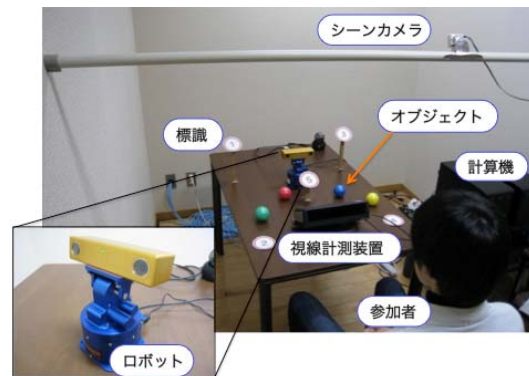 シーンカメラ
標識
オブジェクト
計算機
視線計測装置
参加者
ロボット